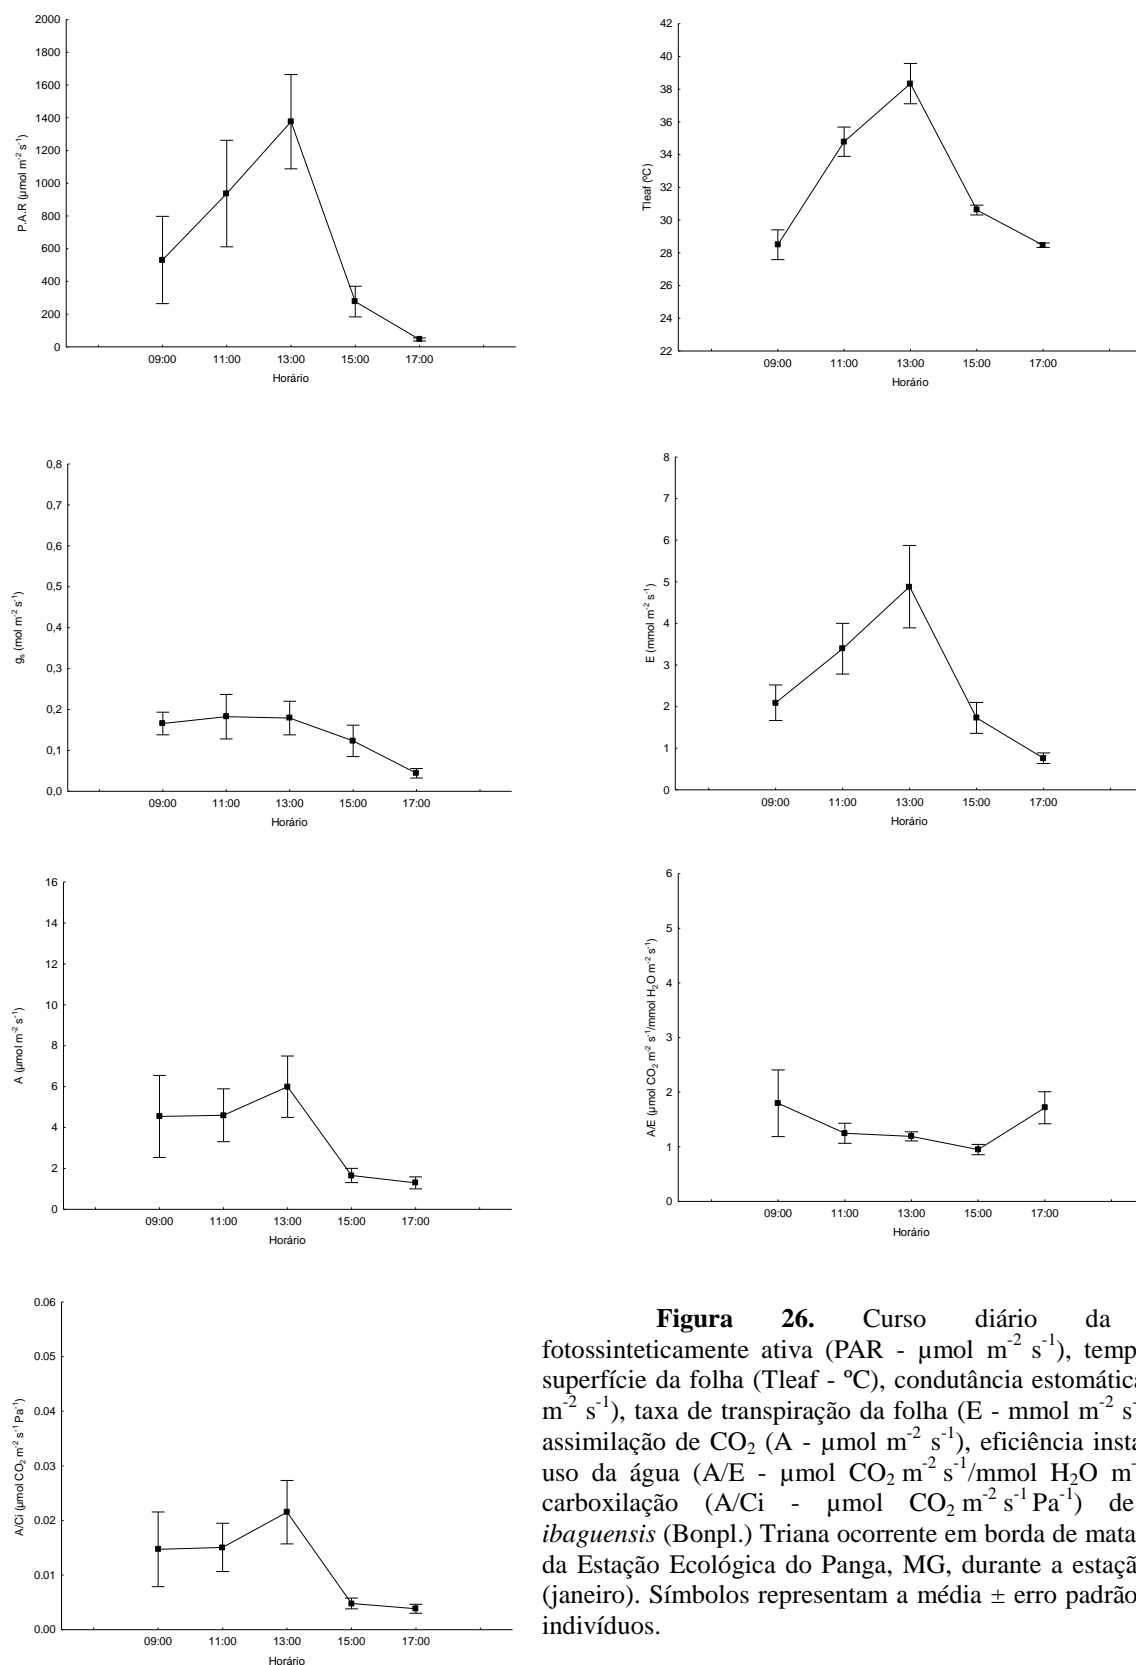 2000
1800
1600
1400
1200
1000
800
600
400
200
0
P.A.R (µmol m-2 s-1)
09:00 11:00 13:00 15:00 17:00
Horário
42
40
38
36
34
32
30
28
26
24
22
Tleaf (ºC)
09:00 11:00 13:00 15:00 17:00
Horário
0,8
0,7
0,6
0,5
0,4
0,3
0,2
0,1
0,0
gs (mol m-2 s-1)
09:00 11:00 13:00 15:00 17:00
Horário
8
7
6
5
4
3
2
1
0
E (mmol m-2 s-1)
09:00 11:00 13:00 15:00 17:00
Horário
16
14
12
10
8
6
4
2
0
A (µmol m-2 s-1)
09:00 11:00 13:00 15:00 17:00
Horário
6
5
4
3
2
1
0
A/E (µmol CO2 m-2 s-1/mmol H2O m-2 s-1)
09:00 11:00 13:00 15:00 17:00
Horário
0.06
0.05
0.04
0.03
0.02
0.01
0.00
A/Ci (µmol CO2 m-2 s-1 Pa-1)
09:00 11:00 13:00 15:00 17:00
Horário
Figura 26. Curso diário da
fotossinteticamente ativa (PAR - µmol m-2 s-1), temp
superfície da folha (Tleaf - ºC), condutância estomática
m-2 s-1), taxa de transpiração da folha (E - mmol m-2 s-
assimilação de CO2 (A - µmol m-2 s-1), eficiência insta
uso da água (A/E - µmol CO2 m-2 s-1/mmol H2O m-
carboxilação (A/Ci - µmol CO2 m-2 s-1 Pa-1) de
ibaguensis (Bonpl.) Triana ocorrente em borda de mata
da Estação Ecológica do Panga, MG, durante a estaçã
(janeiro). Símbolos representam a média ± erro padrão
indivíduos.